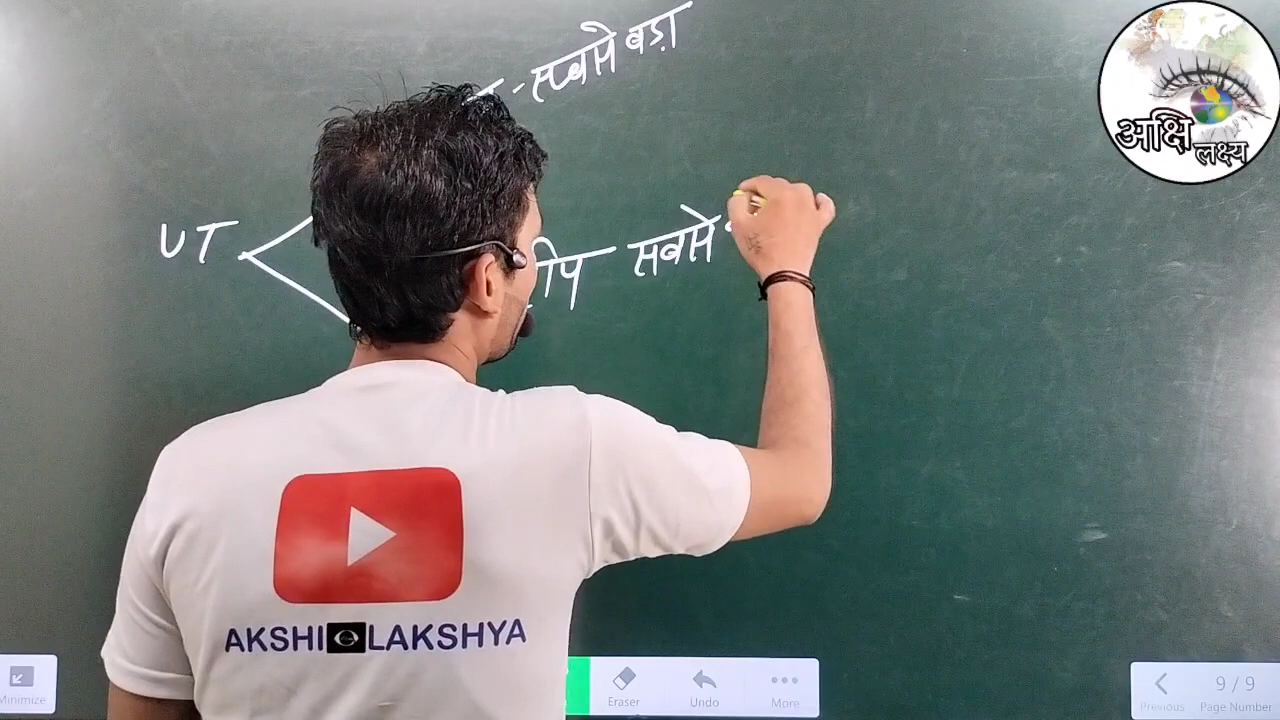 - सबसे बड़ा
अक्षि
लक्ष्य
UT
सबसे
AKSHI LAKSHYA
Minimize
Eraser
Undo
More
Previous
9 / 9
Page Number